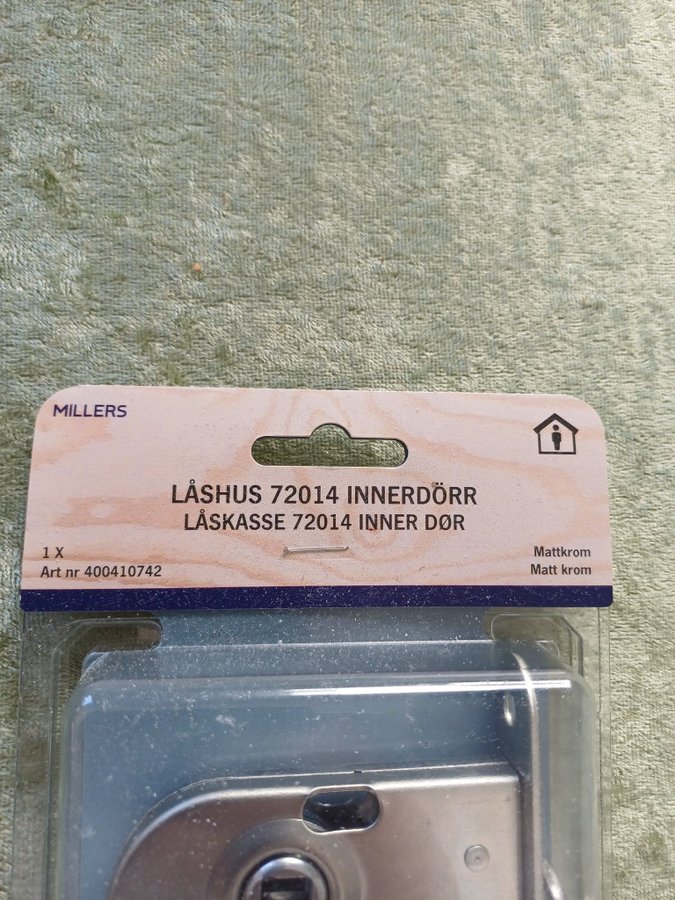 MILLERS
LÅSHUS 72014 INNERDÖRR
LÅSKASSE 72014 INNER DØR
1 X
Art nr 400410742
Mattkrom
Matt krom